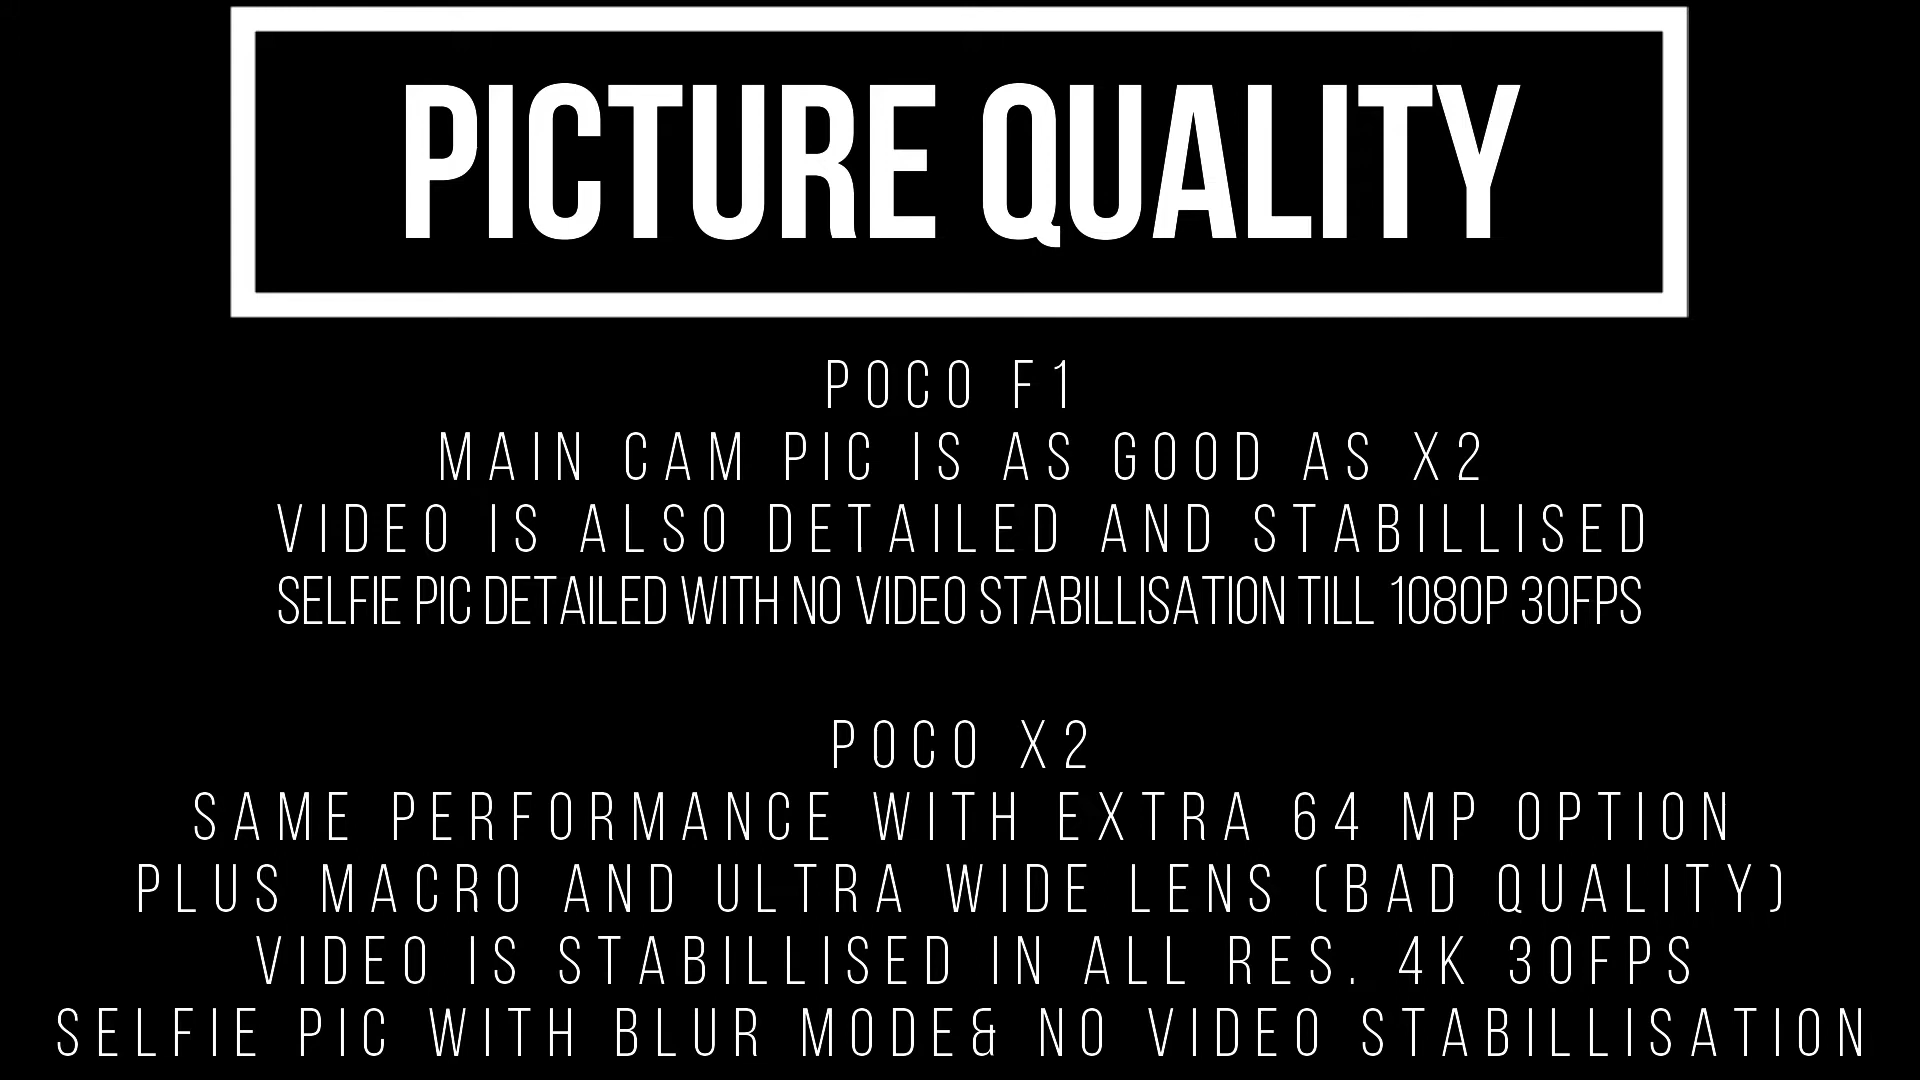 PICTURE QUALITY
POCO F1
MAIN CAM PIC IS AS GOOD AS X2
VIDEO IS ALSO DETAILED AND STABILLISED
SELFIE PIC DETAILED WITH NO VIDEO STABILLISATION TILL 1080P 30FPS
POCO X2
SAME PERFORMANCE WITH EXTRA 64 MP OPTION
PLUS MACRO AND ULTRA WIDE LENS (BAD QUALITY)
VIDEO IS STABILLISED IN ALL RES. 4K 30FPS
SELFIE PIC WITH BLUR MODE& NO VIDEO STABILLISATION